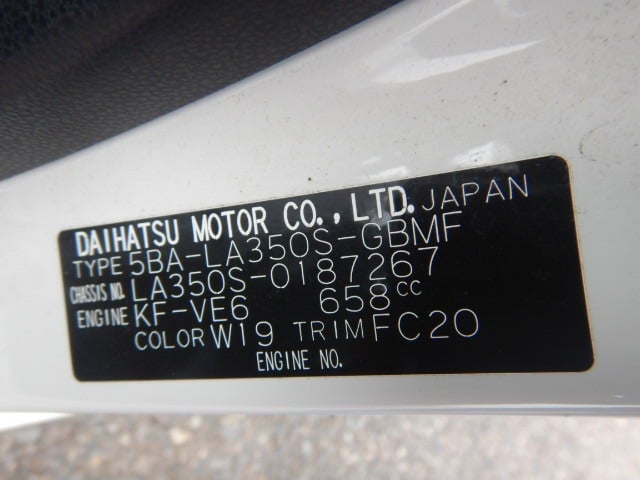 DAIHATSU MOTOR CO., LTD. JAPAN
TYPE 5BA-LA350S-GBMF
CHASSIS NO. LA350S-0187267
ENGINE KF-VE6 658cc
COLOR W19 TRIM FC20
ENGINE NO.